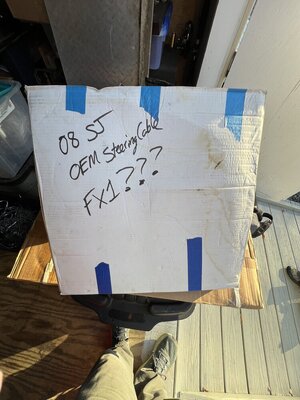 08 SJ
OEM Steering Cable
FX1???